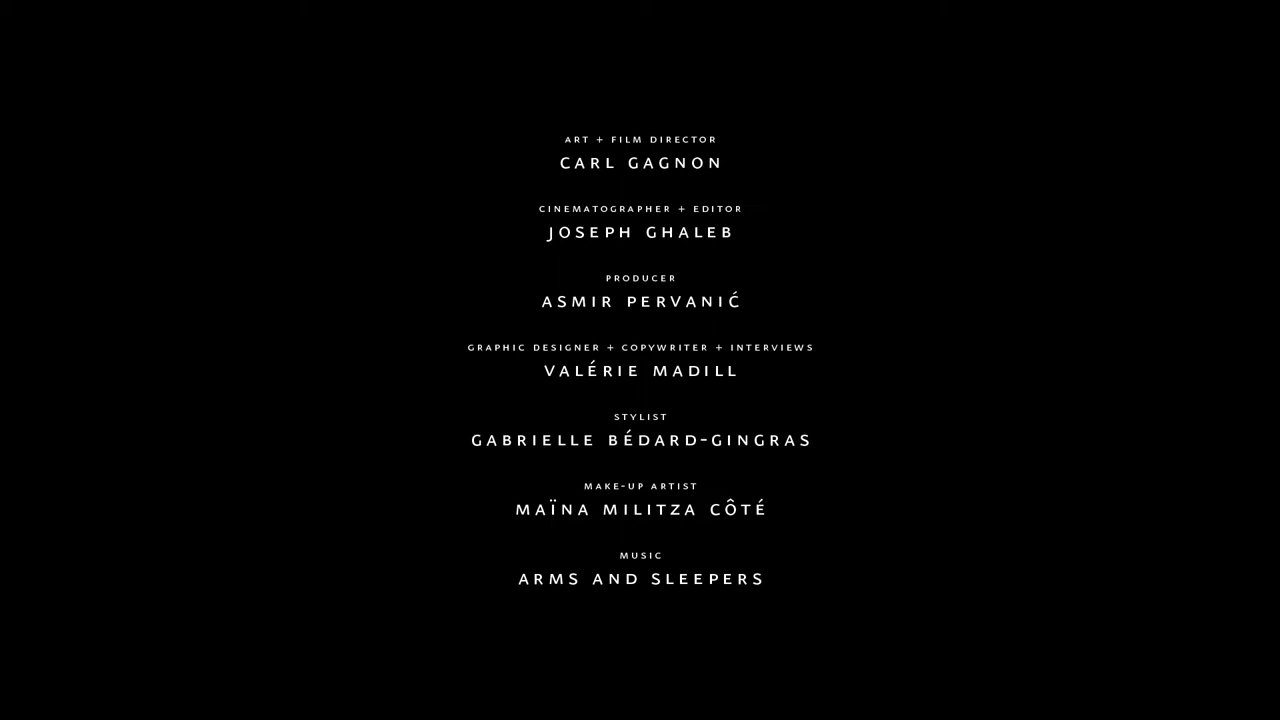 ART + FILM DIRECTOR
CARL GAGNON
CINEMATOGRAPHER + EDITOR
JOSEPH GHALEB
PRODUCER
ASMIR PERVANIĆ
GRAPHIC DESIGNER + COPYWRITER + INTERVIEWS
VALÉRIE MADILL
STYLIST
GABRIELLE BÉDARD-GINGRAS
MAKE-UP ARTIST
MAÏNA MILITZA CÔTÉ
MUSIC
ARMS AND SLEEPERS